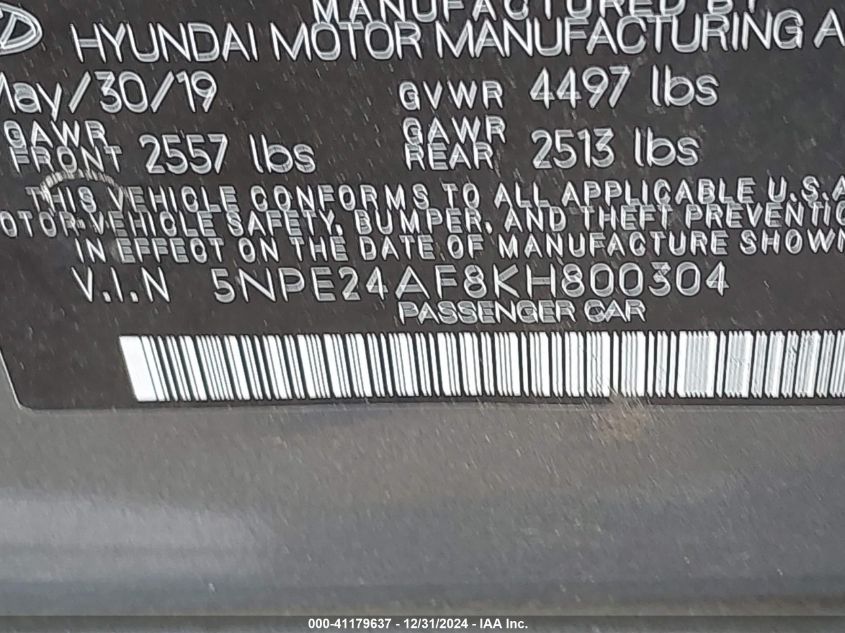 MANUFACTURED BY
HYUNDAI MOTOR MANUFACTURING A
May/30/19 GVWR 4497 lbs
GAWR FRONT 2557 lbs GAWR REAR 2513 lbs
THIS VEHICLE CONFORMS TO ALL APPLICABLE U.S.A
OTOR VEHICLE SAFETY, BUMPER, AND THEFT PREVENTIO
IN EFFECT ON THE DATE OF MANUFACTURE SHOWN
V.I.N 5NPE24AF8KH800304
PASSENGER CAR
000-41179637 - 12/31/2024 - IAA Inc.